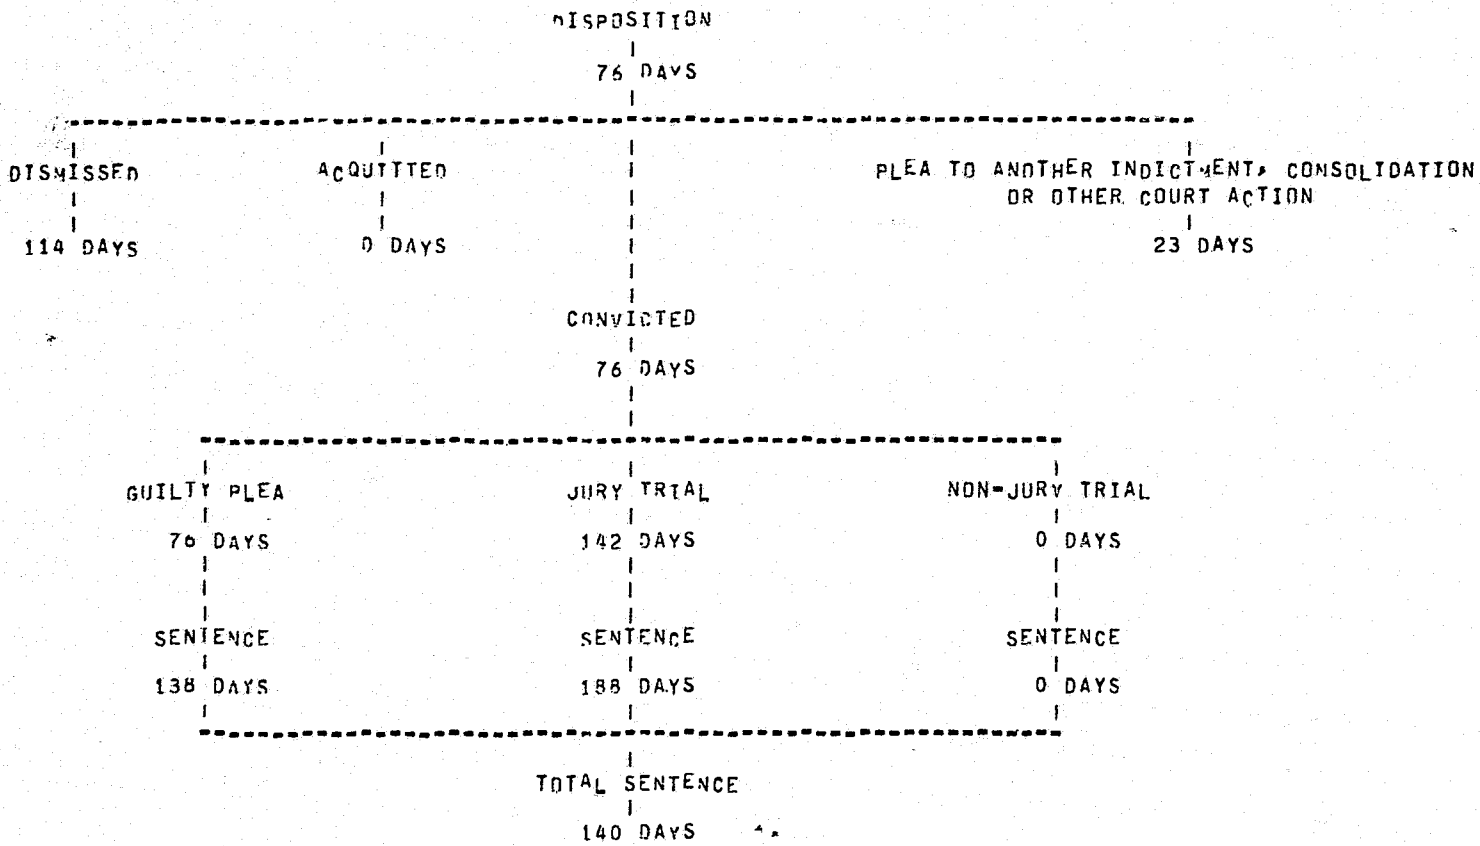 DISPOSITION
76 DAYS
DISMISSED ACQUITTED PLEA TO ANOTHER INDICTMENT, CONSOLIDATION
OR OTHER COURT ACTION
114 DAYS 0 DAYS 23 DAYS
CONVICTED
76 DAYS
GUILTY PLEA JURY TRIAL NON-JURY TRIAL
76 DAYS 142 DAYS 0 DAYS
SENTENCE SENTENCE SENTENCE
138 DAYS 188 DAYS 0 DAYS
TOTAL SENTENCE
140 DAYS